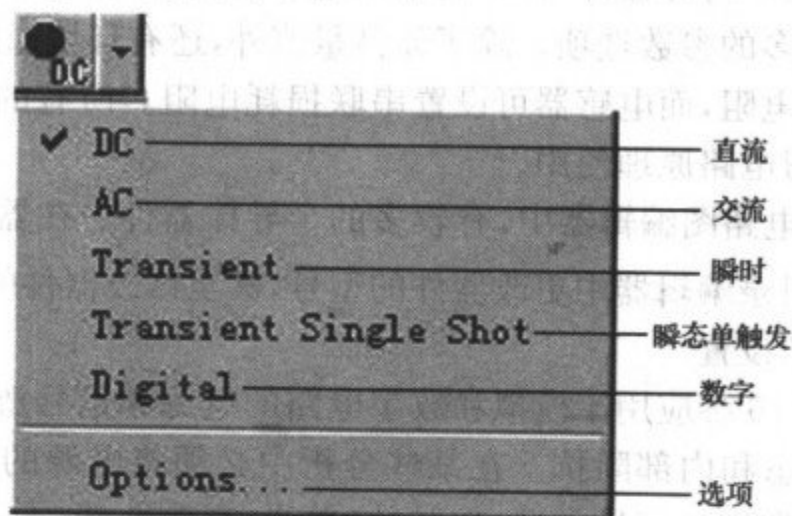 DC
DC 直流
AC 交流
Transient 瞬时
Transient Single Shot 瞬态单触发
Digital 数字
Options... 选项